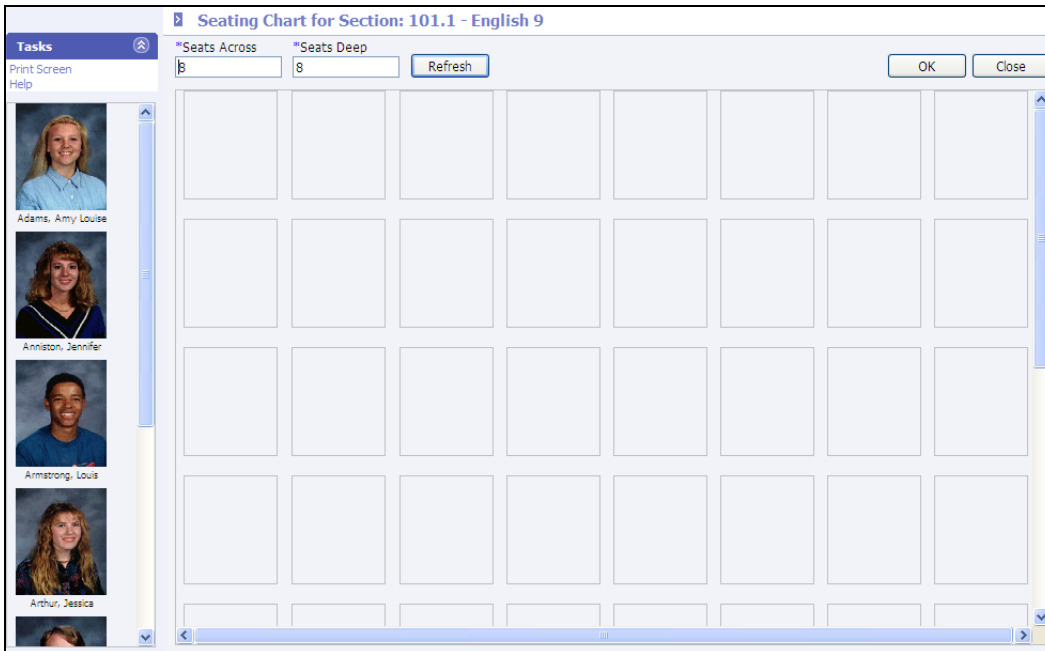 Seating Chart for Section: 101.1 - English 9
Tasks
Print Screen
Help
*Seats Across
*Seats Deep
8
8
Refresh
OK
Close
Adams, Amy Louise
Anniston, Jennifer
Armstrong, Louis
Arthur, Jessica